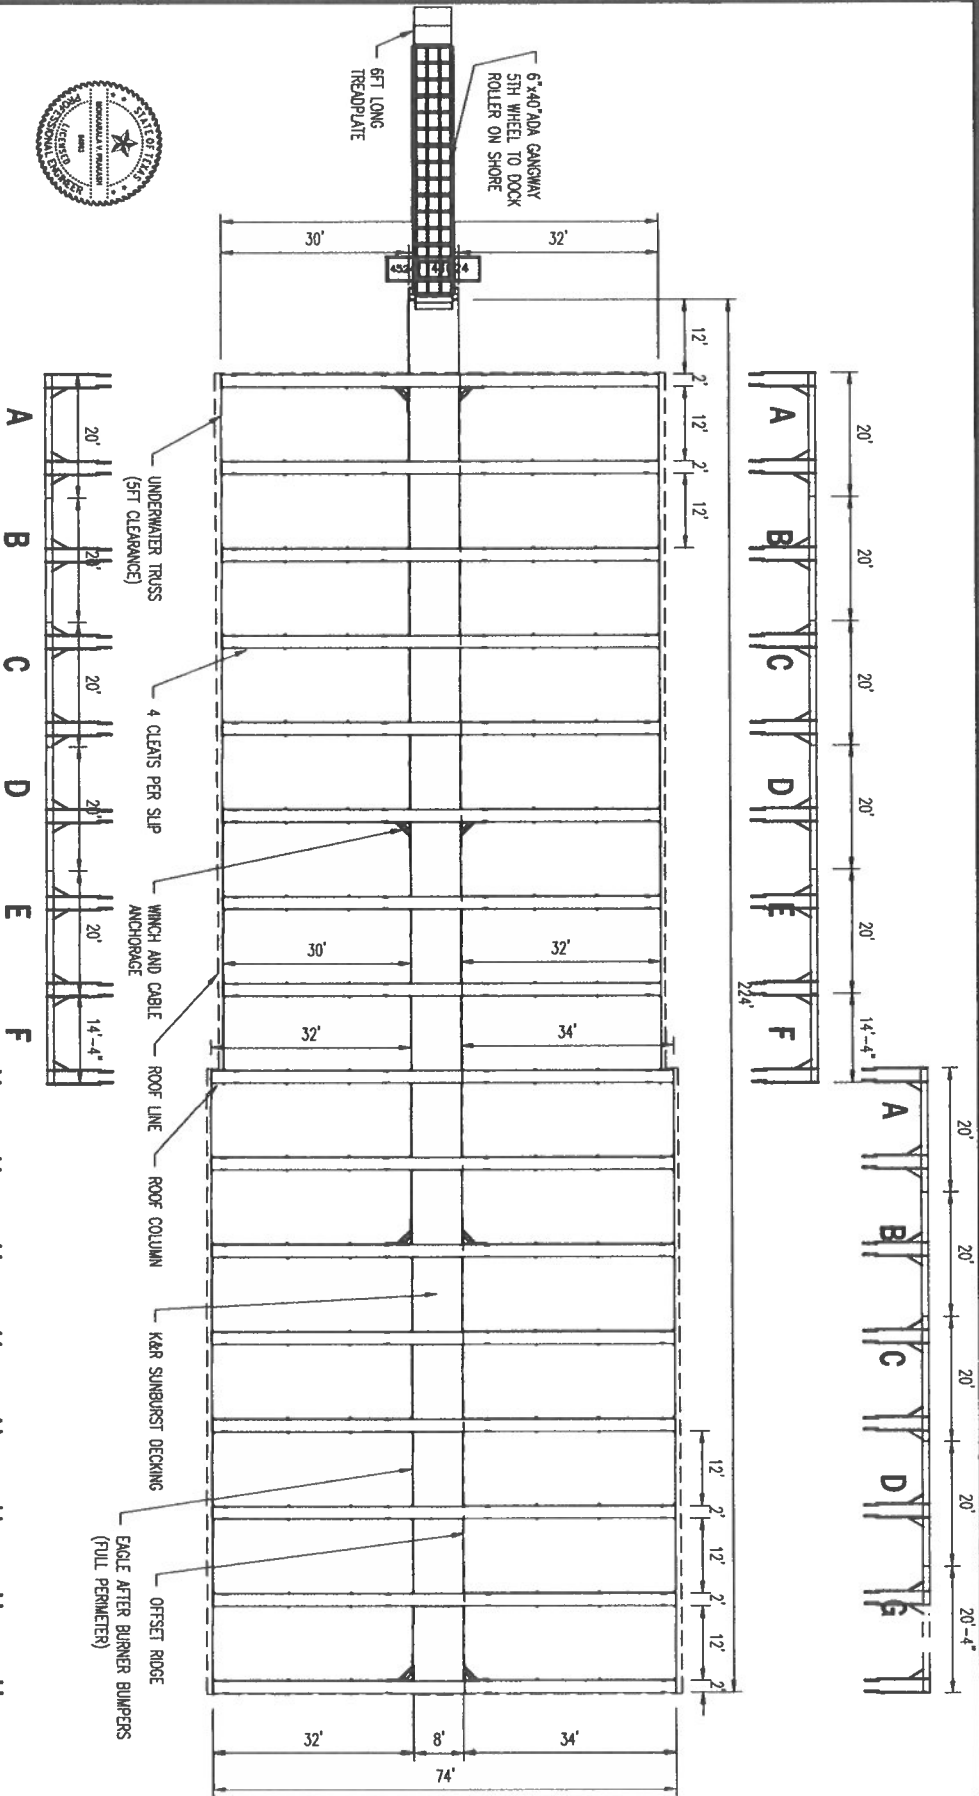 6"x40"ADA GANGWAY
5TH WHEEL TO DOCK
ROLLER ON SHORE
6FT LONG
TREADPLATE
STATE OF TEXAS
LICENSED
PROFESSIONAL ENGINEER
30'
32'
12'
2'
12'
2'
12'
224'
20'
20'
20'
20'
20'
14'-4"
A
B
C
D
E
F
20'
20'
20'
20'
20'-4"
A
B
C
D
G
30'
32'
32'
34'
12'
2'
12'
2'
12'
2'
32'
8'
34'
74'
UNDERWATER TRUSS
(5FT CLEARANCE)
4 CLEATS PER SLIP
WINCH AND CABLE
ANCHORAGE
ROOF LINE
ROOF COLUMN
K&R SUNBURST DECKING
OFFSET RIDGE
EAGLE AFTER BURNER BUMPERS
(FULL PERIMETER)
20'
20'
20'
20'
20'
14'-4"
A
B
C
D
E
F